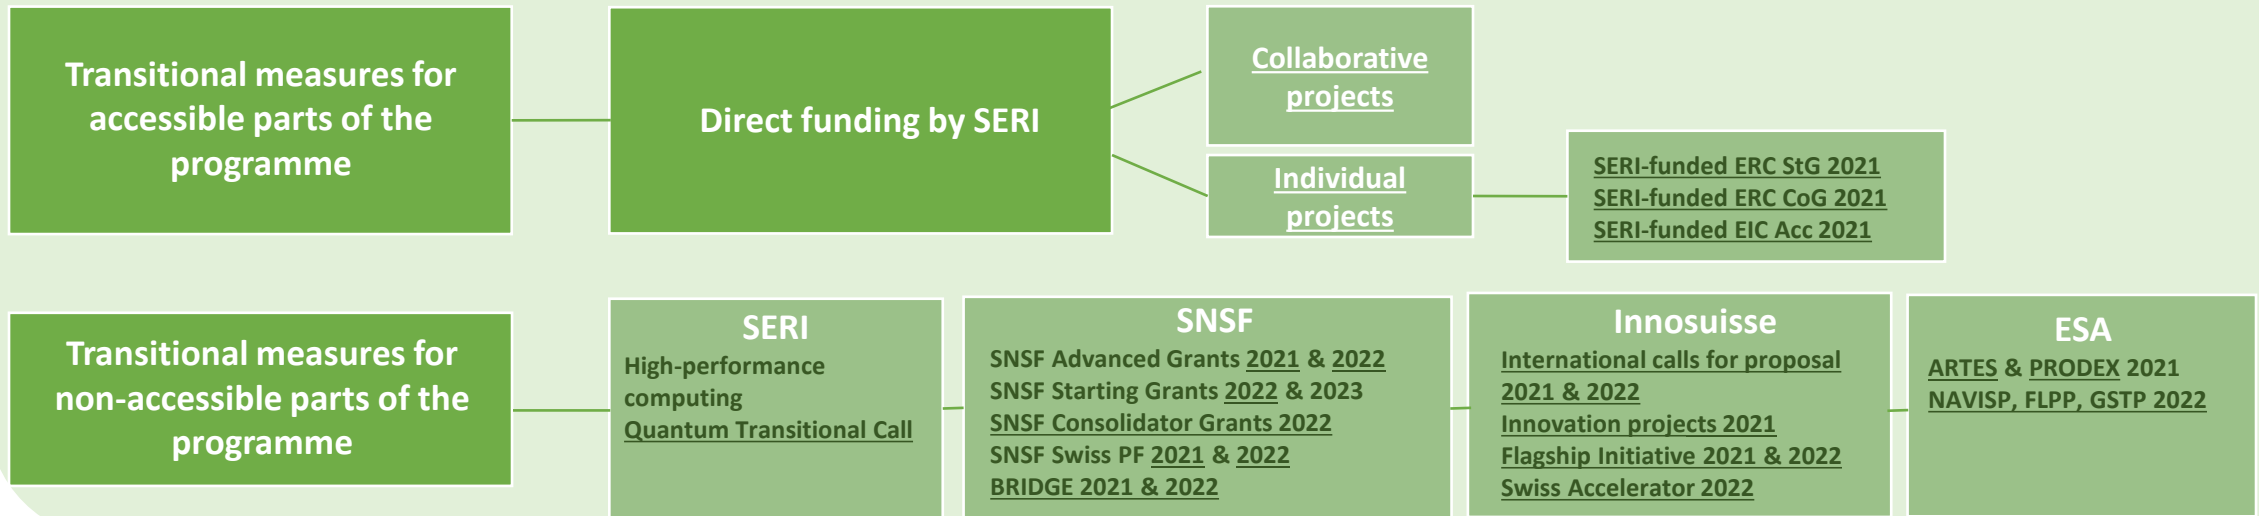 Transitional measures for
accessible parts of the
programme
Direct funding by SERI
Collaborative
projects
Individual
projects
SERI-funded ERC StG 2021
SERI-funded ERC CoG 2021
SERI-funded EIC Acc 2021
Transitional measures for
non-accessible parts of the
programme
SERI
High-performance
computing
Quantum Transitional Call
SNSF
SNSF Advanced Grants 2021 & 2022
SNSF Starting Grants 2022 & 2023
SNSF Consolidator Grants 2022
SNSF Swiss PF 2021 & 2022
BRIDGE 2021 & 2022
Innosuisse
International calls for proposal
2021 & 2022
Innovation projects 2021
Flagship Initiative 2021 & 2022
Swiss Accelerator 2022
ESA
ARTES & PRODEX 2021
NAVISP, FLPP, GSTP 2022